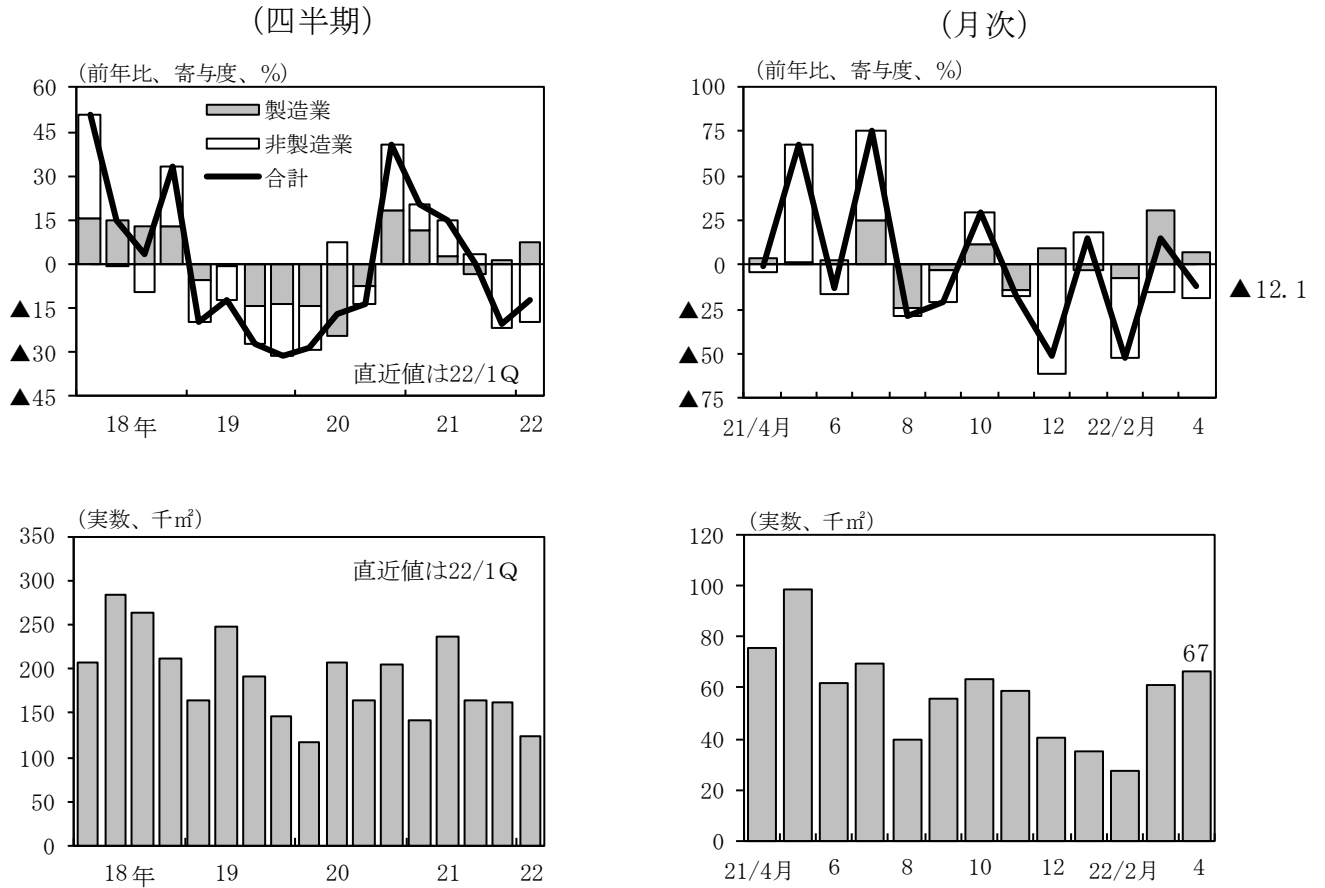 (四半期)
(前年比、寄与度、%)
60
45
30
15
0
▲15
▲30
▲45
製造業
非製造業
合計
直近値は22/1Q
18年 19 20 21 22
(月次)
(前年比、寄与度、%)
100
75
50
25
0
▲25
▲50
▲75
▲12.1
21/4月 6 8 10 12 22/2月 4
(実数、千㎡)
350
300
250
200
150
100
50
0
直近値は22/1Q
18年 19 20 21 22
(実数、千㎡)
120
100
80
60
40
20
0
67
21/4月 6 8 10 12 22/2月 4